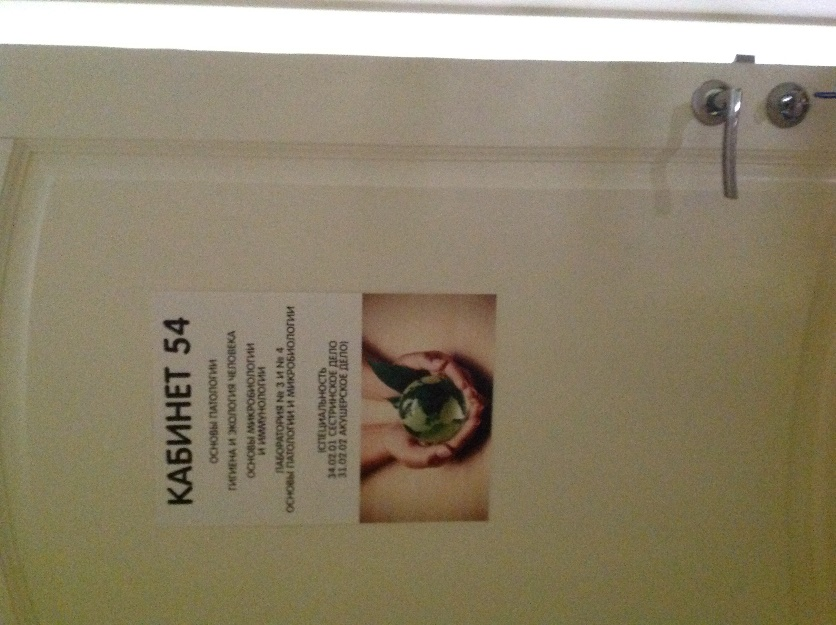 КАБИНЕТ 54
ОСНОВЫ ПАТОЛОГИИ
ГИГИЕНА И ЭКОЛОГИЯ ЧЕЛОВЕКА
ОСНОВЫ МИКРОБИОЛОГИИ
И ИММУНОЛОГИИ
ЛАБОРАТОРИЯ № 3 И № 4
ОСНОВЫ ПАТОЛОГИИ И МИКРОБИОЛОГИИ
(СПЕЦИАЛЬНОСТЬ
34.02.01 СЕСТРИНСКОЕ ДЕЛО
31.02.02 АКУШЕРСКОЕ ДЕЛО)